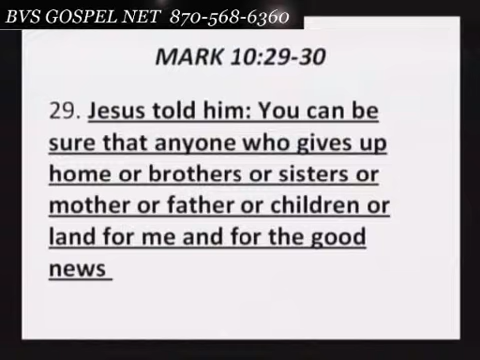 BVS GOSPEL NET 870-568-6360
MARK 10:29-30
29. Jesus told him: You can be
sure that anyone who gives up
home or brothers or sisters or
mother or father or children or
land for me and for the good
news